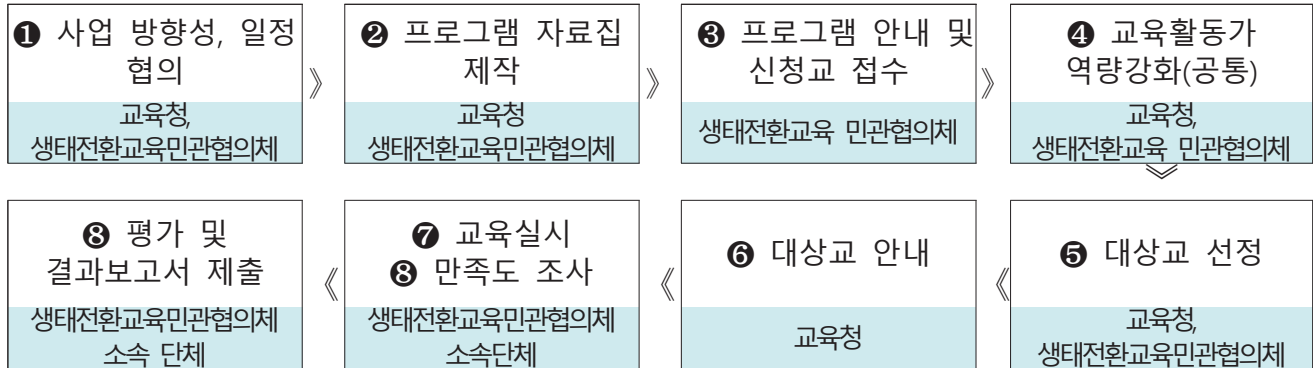 ❶ 사업 방향성, 일정
협의
교육청,
생태전환교육민관협의체
》
❷ 프로그램 자료집
제작
교육청
생태전환교육민관협의체
》
❸ 프로그램 안내 및
신청교 접수
생태전환교육 민관협의체
》
❹ 교육활동가
역량강화(공통)
교육청,
생태전환교육 민관협의체
》
❺ 대상교 선정
교육청,
생태전환교육민관협의체
《
❻ 대상교 안내
교육청
《
❼ 교육실시
❽ 만족도 조사
생태전환교육민관협의체
소속단체
《
❽ 평가 및
결과보고서 제출
생태전환교육민관협의체
소속 단체